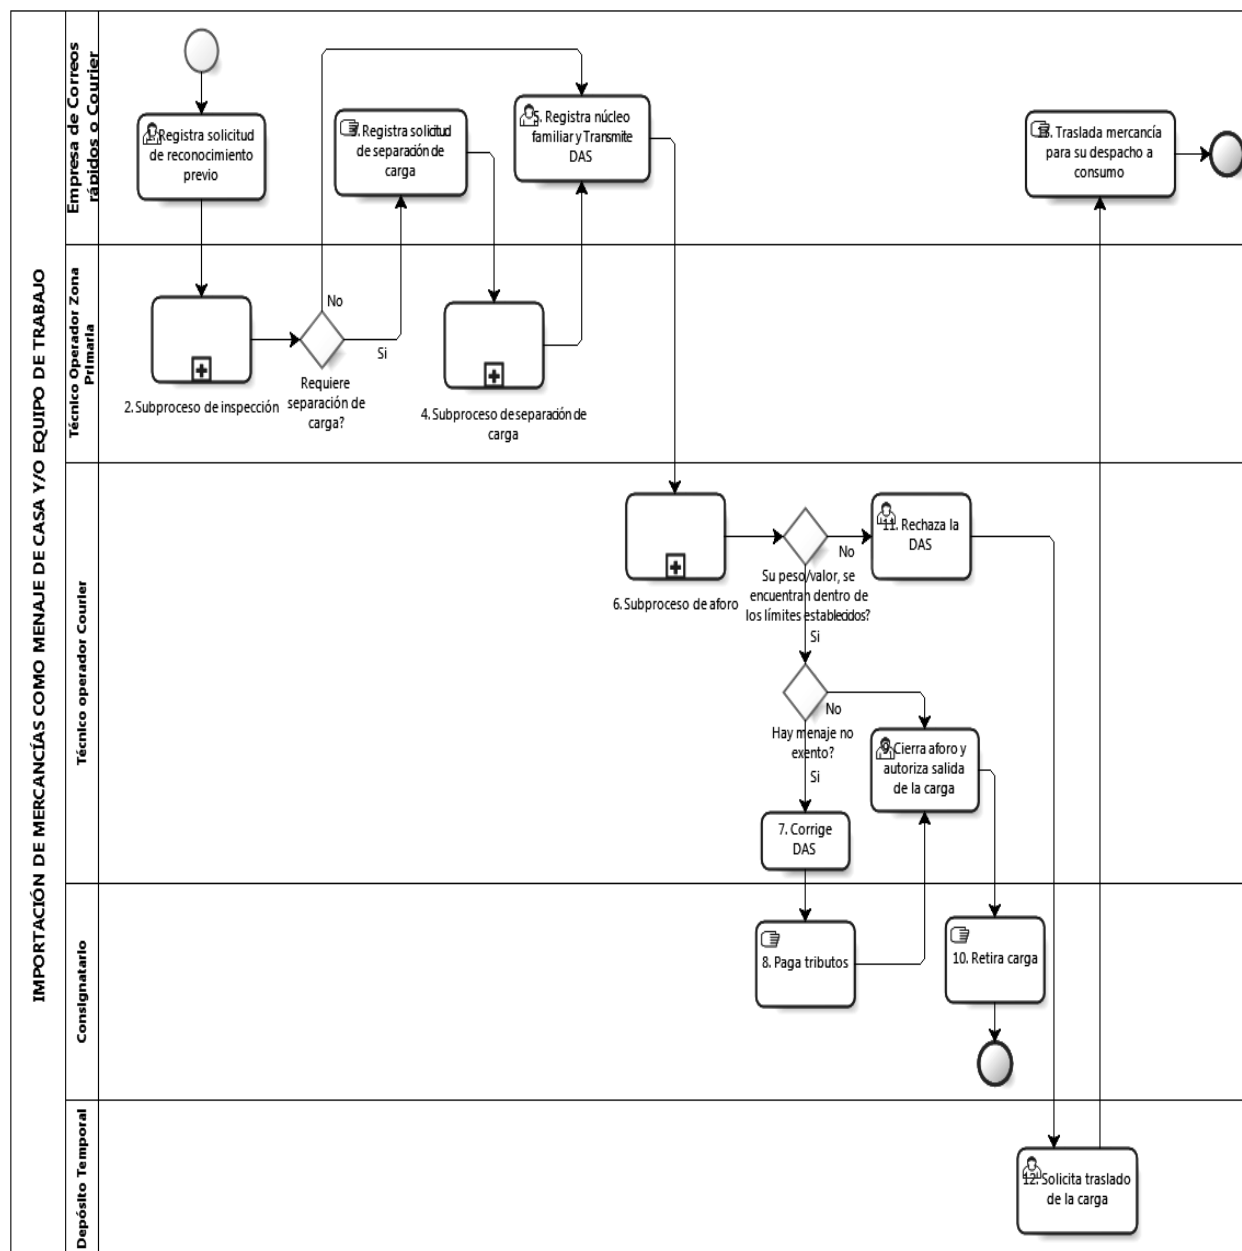 IMPORTACIÓN DE MERCANCÍAS COMO MENAJE DE CASA Y/O EQUIPO DE TRABAJO
Empresa de Correos
rápidos o Courier
Registra solicitud
de reconocimiento
previo
Registra solicitud
de separación de
carga
5. Registra núcleo
familiar y Transmite
DAS
Traslada mercancía
para su despacho a
consumo
Técnico Operador Zona
Primaria
2. Subproceso de inspección
No
Si
Requiere
separación de
carga?
4. Subproceso de separación de
carga
Técnico operador Courier
6. Subproceso de aforo
Su peso/valor, se
encuentran dentro de
los límites establecidos?
No
Si
11. Rechaza la
DAS
Hay menaje no
exento?
No
Si
9. Cierra aforo y
autoriza salida
de la carga
7. Corrige
DAS
Consignatario
8. Paga tributos
10. Retira carga
Depósito Temporal
12. Solicita traslado
de la carga